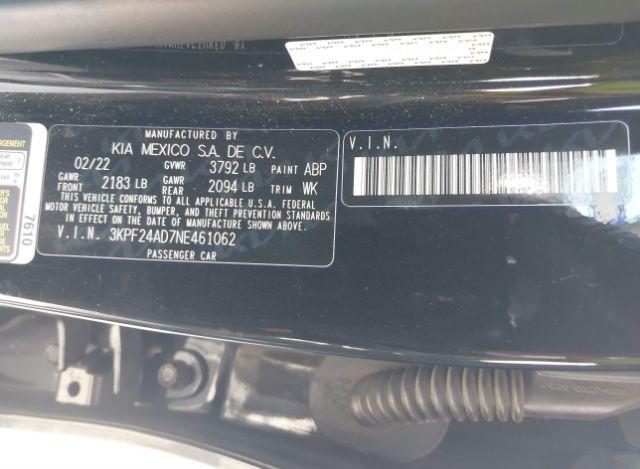 MANUFACTURED BY
KIA MEXICO S.A. DE C.V.
02/22 GVWR 3792 LB PAINT ABP
GAWR FRONT 2183 LB GAWR REAR 2094 LB TRIM WK
THIS VEHICLE CONFORMS TO ALL APPLICABLE U.S. FEDERAL
MOTOR VEHICLE SAFETY, BUMPER, AND THEFT PREVENTION STANDARDS
IN EFFECT ON THE DATE OF MANUFACTURE SHOWN ABOVE.
V.I.N. 3KPF24AD7NE461062
PASSENGER CAR
V.I.N.
7610